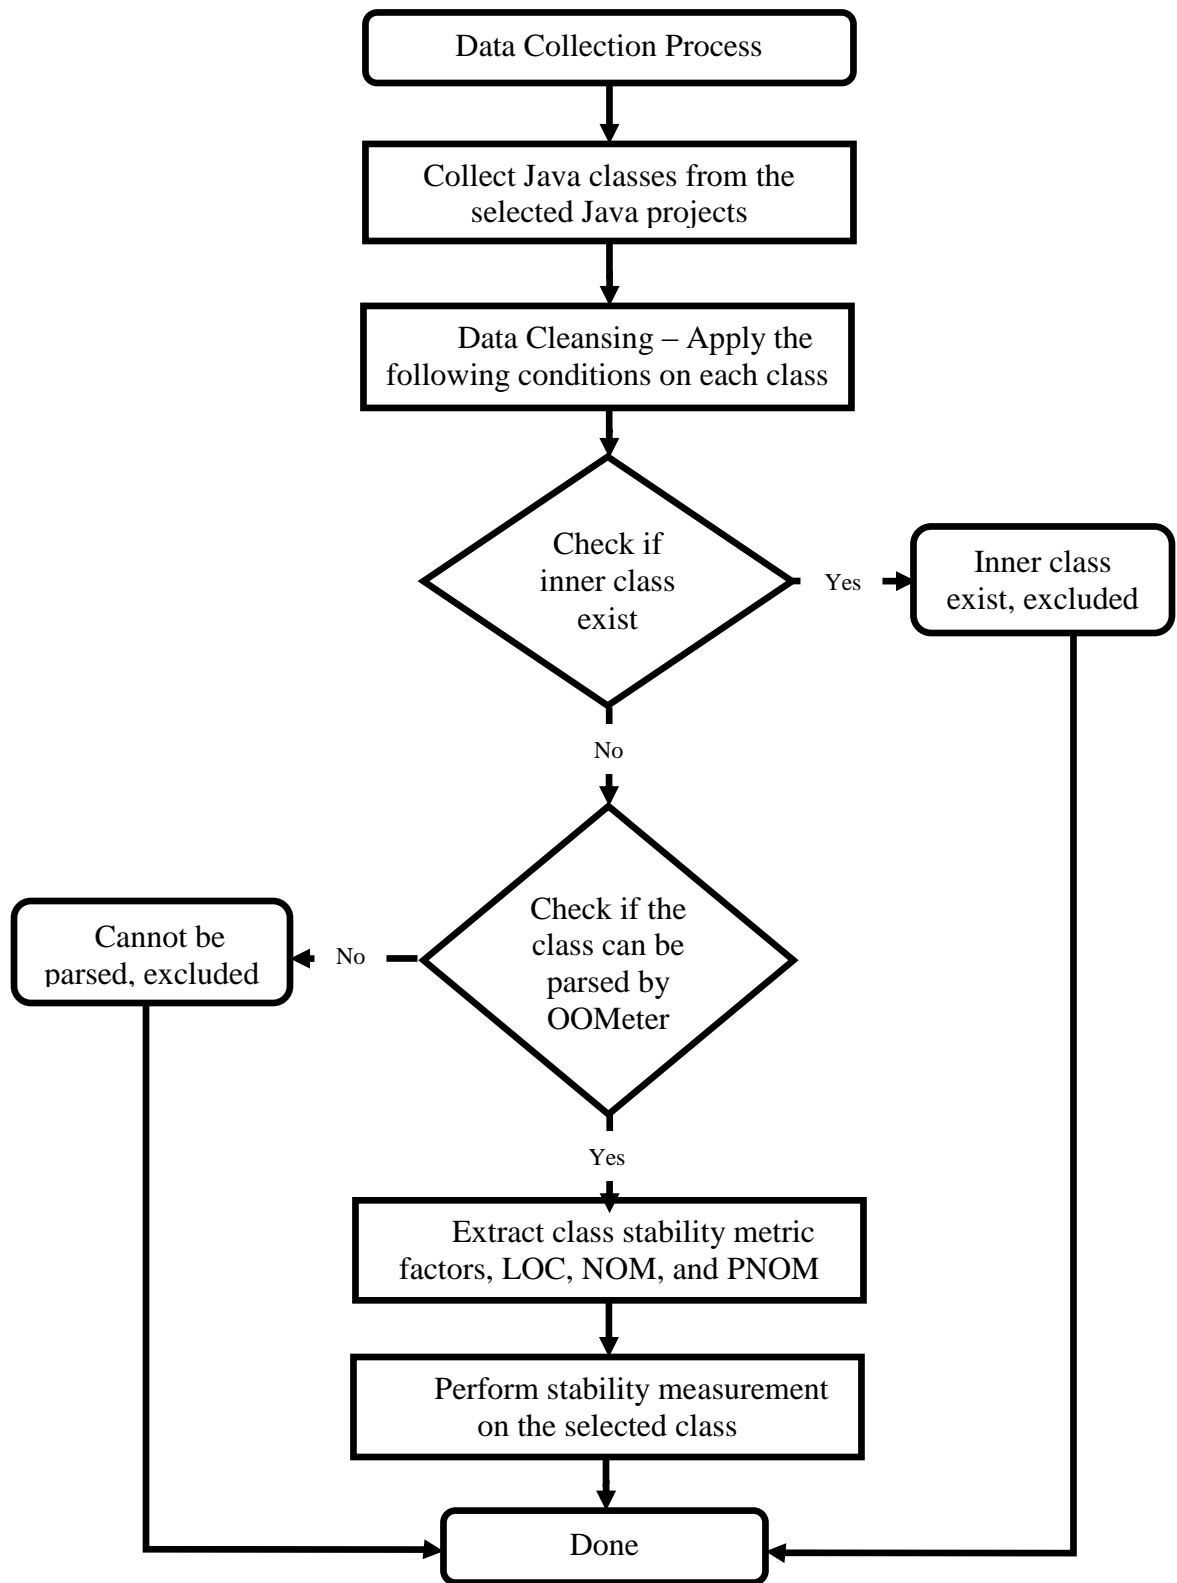 Data Collection Process
Collect Java classes from the
selected Java projects
Data Cleansing – Apply the
following conditions on each class
Check if
inner class
exist
Yes
Inner class
exist, excluded
No
Check if the
class can be
parsed by
OOMeter
No
Cannot be
parsed, excluded
Yes
Extract class stability metric
factors, LOC, NOM, and PNOM
Perform stability measurement
on the selected class
Done